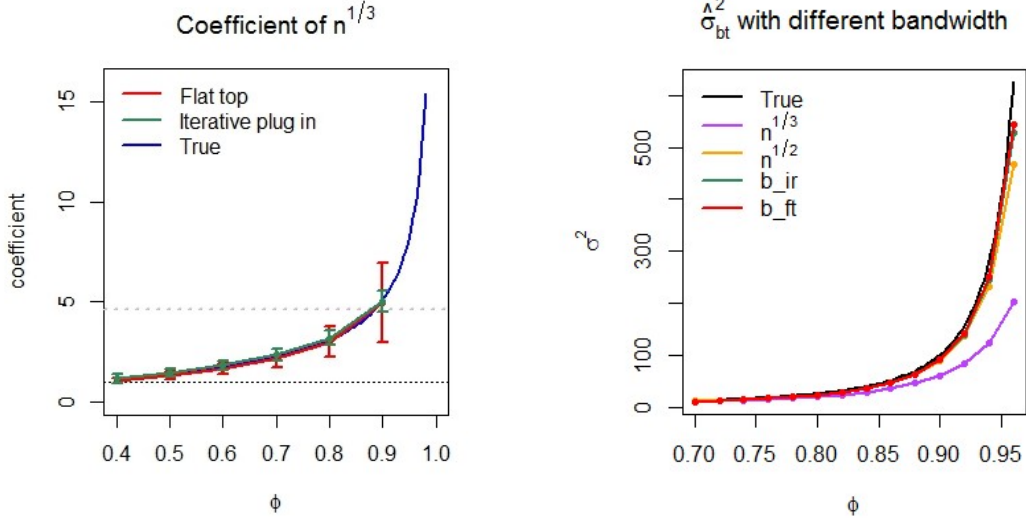 Coefficient of n^{1/3}
15
10
5
0
coefficient
Flat top
Iterative plug in
True
0.4 0.5 0.6 0.7 0.8 0.9 1.0
ϕ
σ̂²_bt with different bandwidth
500
300
100
0
σ²
True
n^{1/3}
n^{1/2}
b_ir
b_ft
0.70 0.75 0.80 0.85 0.90 0.95
ϕ